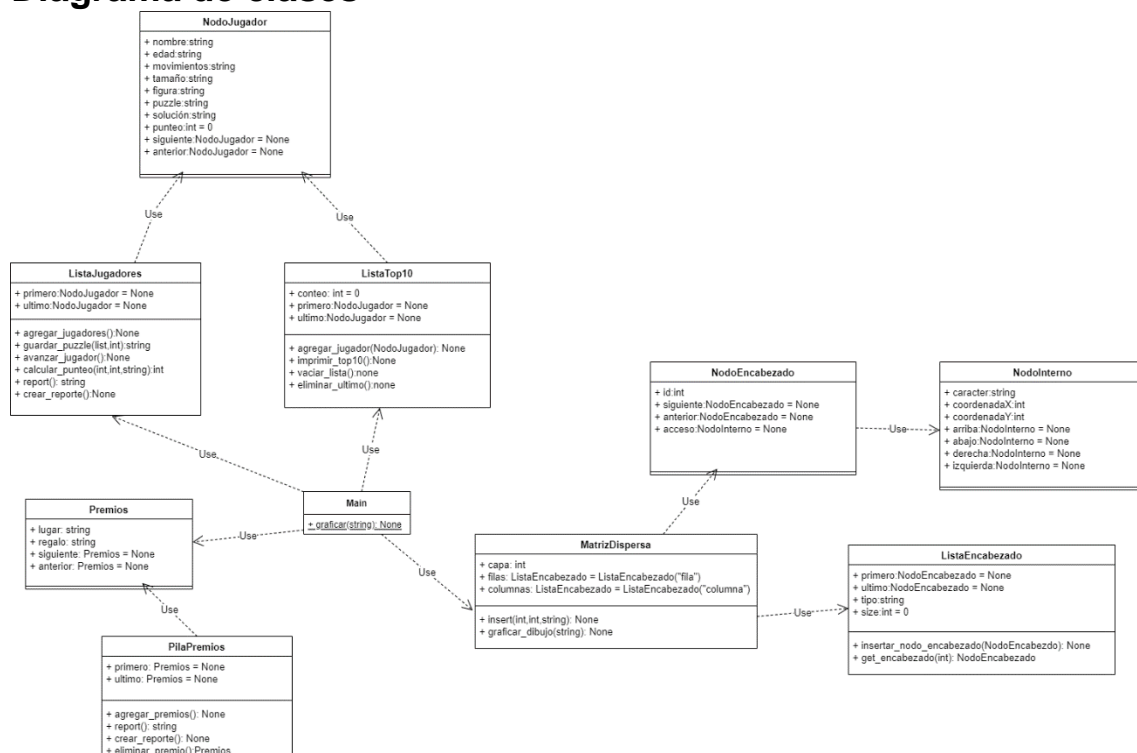 Diagrama de clases
NodoJugador
+ nombre:string
+ edad:string
+ movimientos:string
+ tamaño:string
+ figura:string
+ puzzle:string
+ solución:string
+ punteo:int = 0
+ siguiente:NodoJugador = None
+ anterior:NodoJugador = None
Use
Use
ListaJugadores
+ primero:NodoJugador = None
+ ultimo:NodoJugador = None
+ agregar_jugadores():None
+ guardar_puzzle(list,int):string
+ avanzar_jugador():None
+ calcular_punteo(int,int,string):int
+ report(): string
+ crear_reporte():None
ListaTop10
+ conteo: int = 0
+ primero:NodoJugador = None
+ ultimo:NodoJugador = None
+ agregar_jugador(NodoJugador): None
+ imprimir_top10():None
+ vaciar_lista():none
+ eliminar_ultimo():none
NodoEncabezado
+ id:int
+ siguiente:NodoEncabezado = None
+ anterior:NodoEncabezado = None
+ acceso:NodoInterno = None
Use
NodoInterno
+ caracter:string
+ coordenadaX:int
+ coordenadaY:int
+ arriba:NodoInterno = None
+ abajo:NodoInterno = None
+ derecha:NodoInterno = None
+ izquierda:NodoInterno = None
Use
Use
Main
+ graficar(string): None
Use
Use
Use
Premios
+ lugar: string
+ regalo: string
+ siguiente: Premios = None
+ anterior: Premios = None
Use
MatrizDispersa
+ capa: int
+ filas: ListaEncabezado = ListaEncabezado("fila")
+ columnas: ListaEncabezado = ListaEncabezado("columna")
+ insert(int,int,string): None
+ graficar_dibujo(string): None
Use
ListaEncabezado
+ primero:NodoEncabezado = None
+ ultimo:NodoEncabezado = None
+ tipo:string
+ size:int = 0
+ insertar_nodo_encabezado(NodoEncabezdo): None
+ get_encabezado(int): NodoEncabezado
PilaPremios
+ primero: Premios = None
+ ultimo: Premios = None
+ agregar_premios(): None
+ report(): string
+ crear_reporte(): None
+ eliminar_premio():Premios